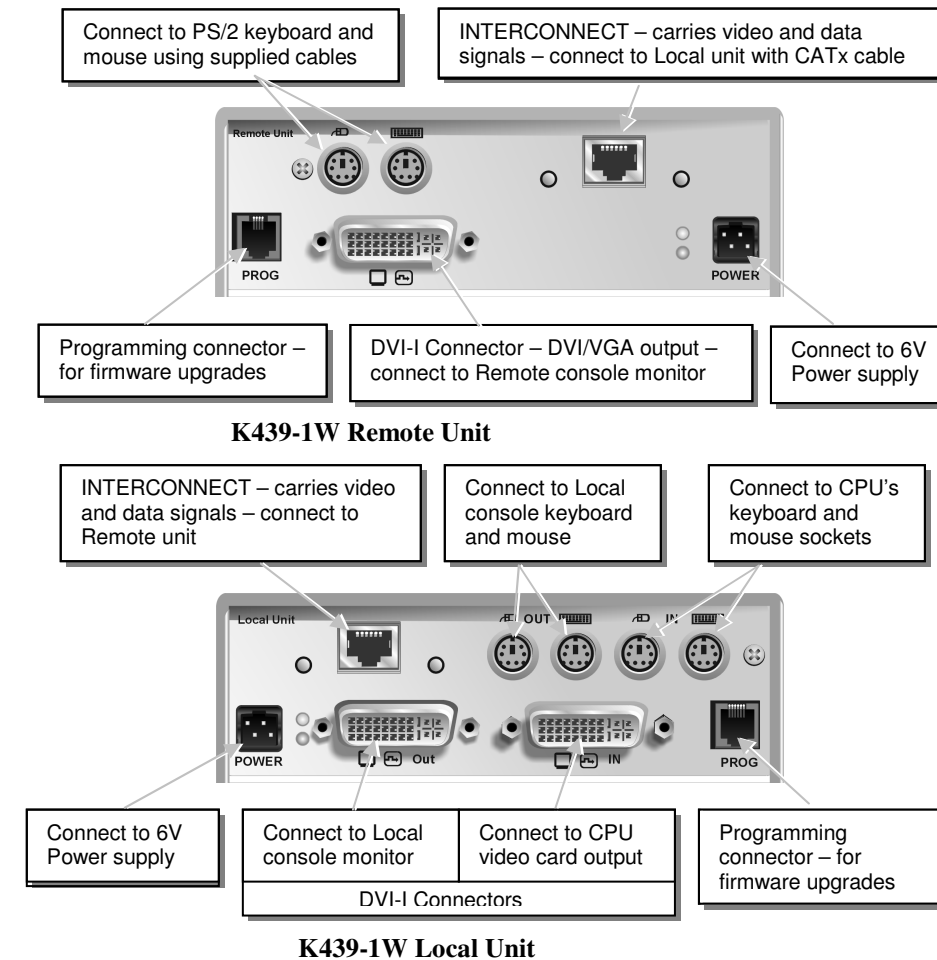 Connect to PS/2 keyboard and
mouse using supplied cables
INTERCONNECT – carries video and data
signals – connect to Local unit with CATx cable
Remote Unit
PROG
POWER
Programming connector –
for firmware upgrades
DVI-I Connector – DVI/VGA output –
connect to Remote console monitor
Connect to 6V
Power supply
K439-1W Remote Unit
INTERCONNECT – carries video
and data signals – connect to
Remote unit
Connect to Local
console keyboard
and mouse
Connect to CPU's
keyboard and
mouse sockets
Local Unit
OUT
IN
POWER
Out
IN
PROG
Connect to 6V
Power supply
Connect to Local
console monitor
Connect to CPU
video card output
DVI-I Connectors
Programming
connector – for
firmware upgrades
K439-1W Local Unit